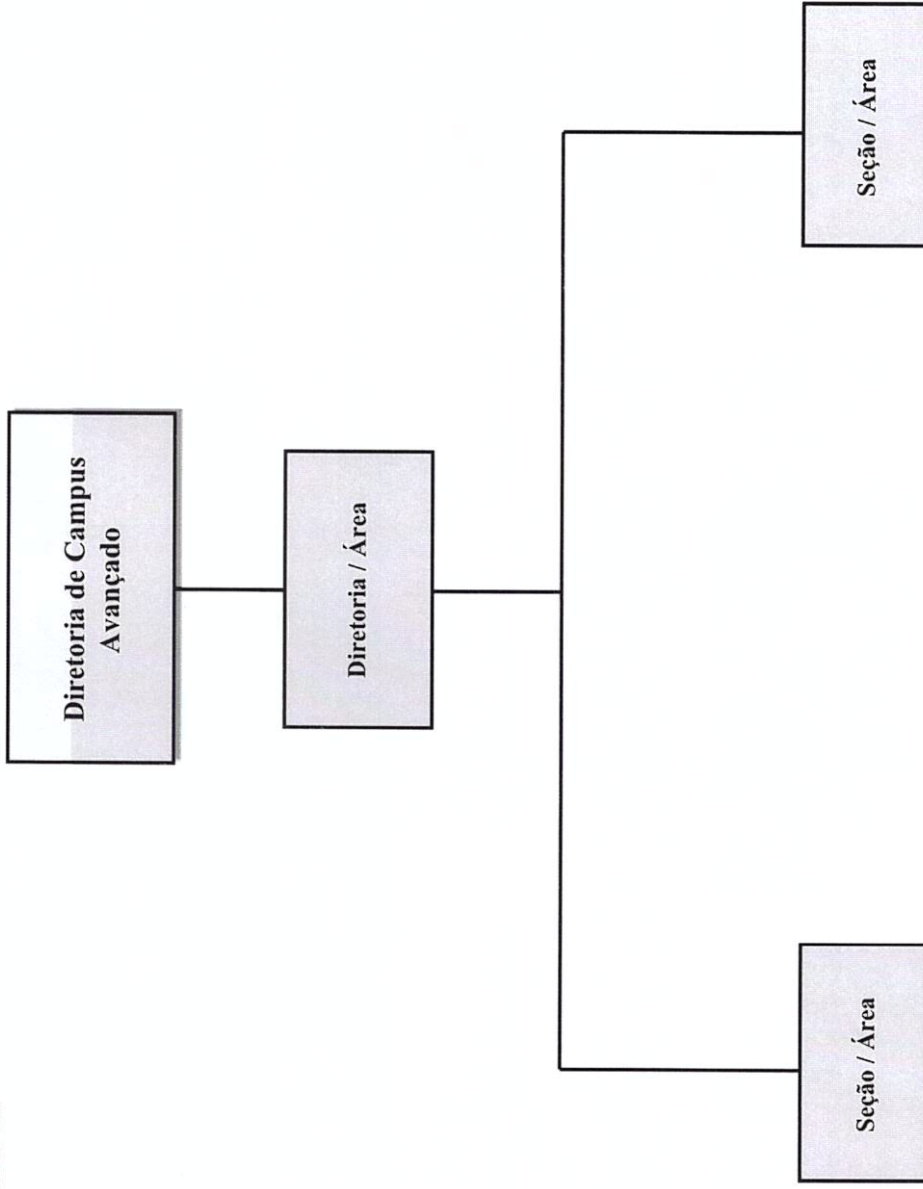 Diretoria de Campus
Avançado
Diretoria / Área
Seção / Área
Seção / Área